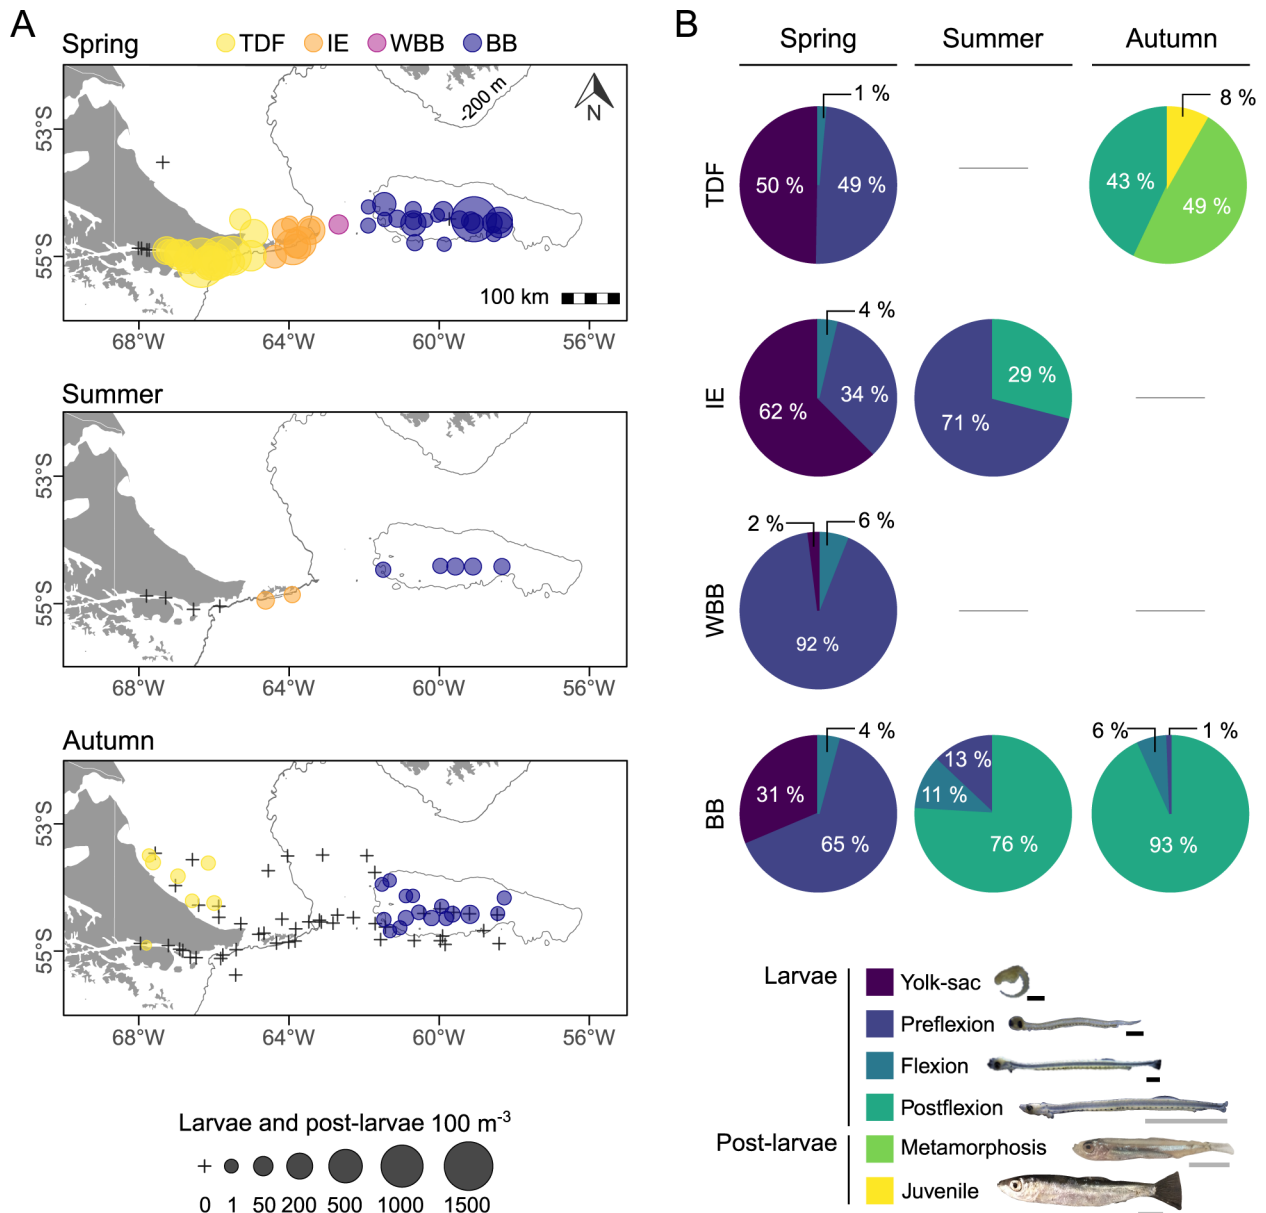 A
Spring
TDF IE WBB BB
-200 m
N
53°S
55°S
100 km
68°W 64°W 60°W 56°W
Summer
53°S
55°S
68°W 64°W 60°W 56°W
Autumn
53°S
55°S
68°W 64°W 60°W 56°W
Larvae and post-larvae 100 m-3
0 1 50 200 500 1000 1500
B
Spring Summer Autumn
TDF
1 %
50 % 49 %
8 %
43 %
49 %
IE
4 %
34 %
62 %
29 %
71 %
WBB
2 % 6 %
92 %
BB
4 %
31 %
65 %
13 %
11 %
76 %
6 % 1 %
93 %
Larvae
Yolk-sac
Preflexion
Flexion
Postflexion
Post-larvae
Metamorphosis
Juvenile